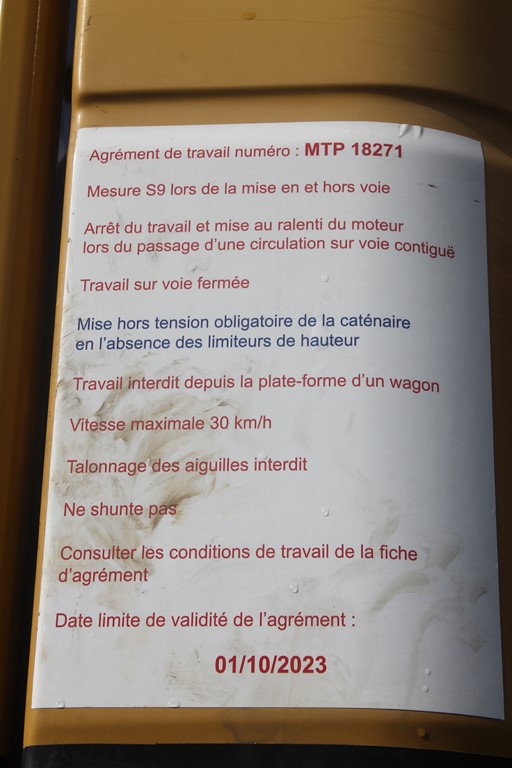 Agrément de travail numéro : MTP 18271
Mesure S9 lors de la mise en et hors voie
Arrêt du travail et mise au ralenti du moteur
lors du passage d'une circulation sur voie contiguë
Travail sur voie fermée
Mise hors tension obligatoire de la caténaire
en l'absence des limiteurs de hauteur
Travail interdit depuis la plate-forme d'un wagon
Vitesse maximale 30 km/h
Talonnage des aiguilles interdit
Ne shunte pas
Consulter les conditions de travail de la fiche
d'agrément
Date limite de validité de l'agrément :
01/10/2023